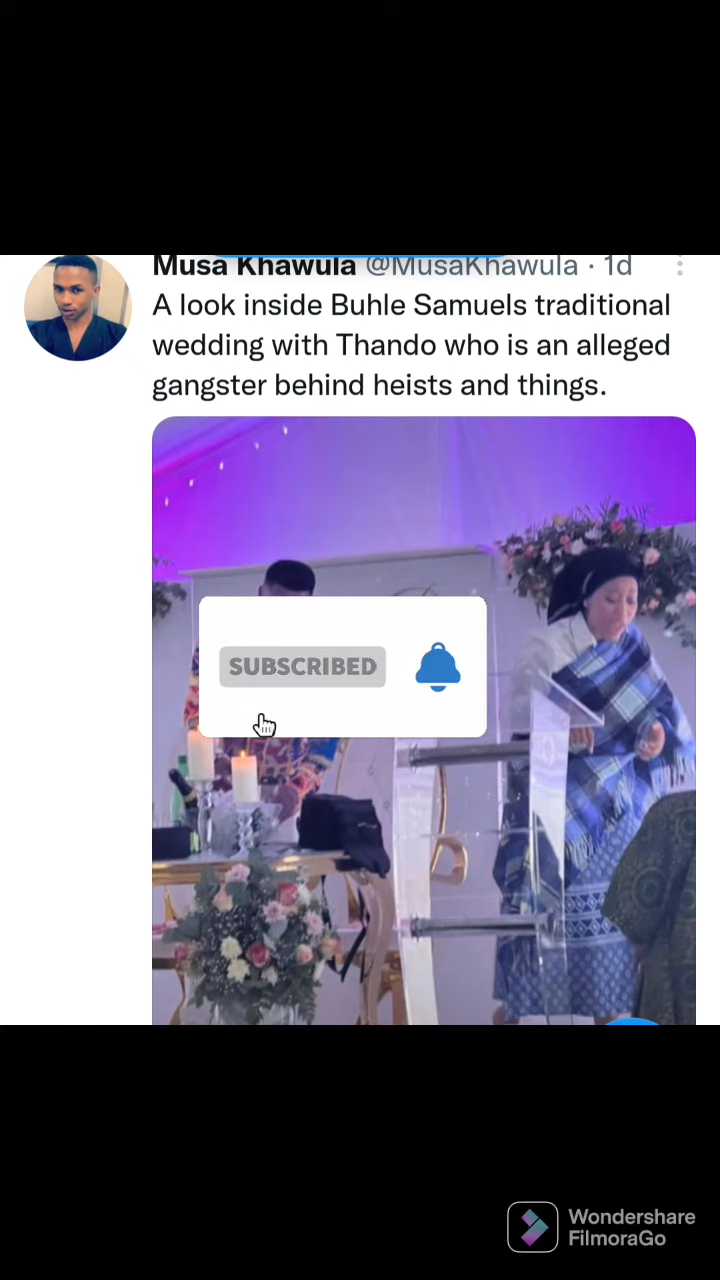 Musa Khawula @MusaKhawula · 1d
A look inside Buhle Samuels traditional
wedding with Thando who is an alleged
gangster behind heists and things.
SUBSCRIBED
Wondershare
FilmoraGo